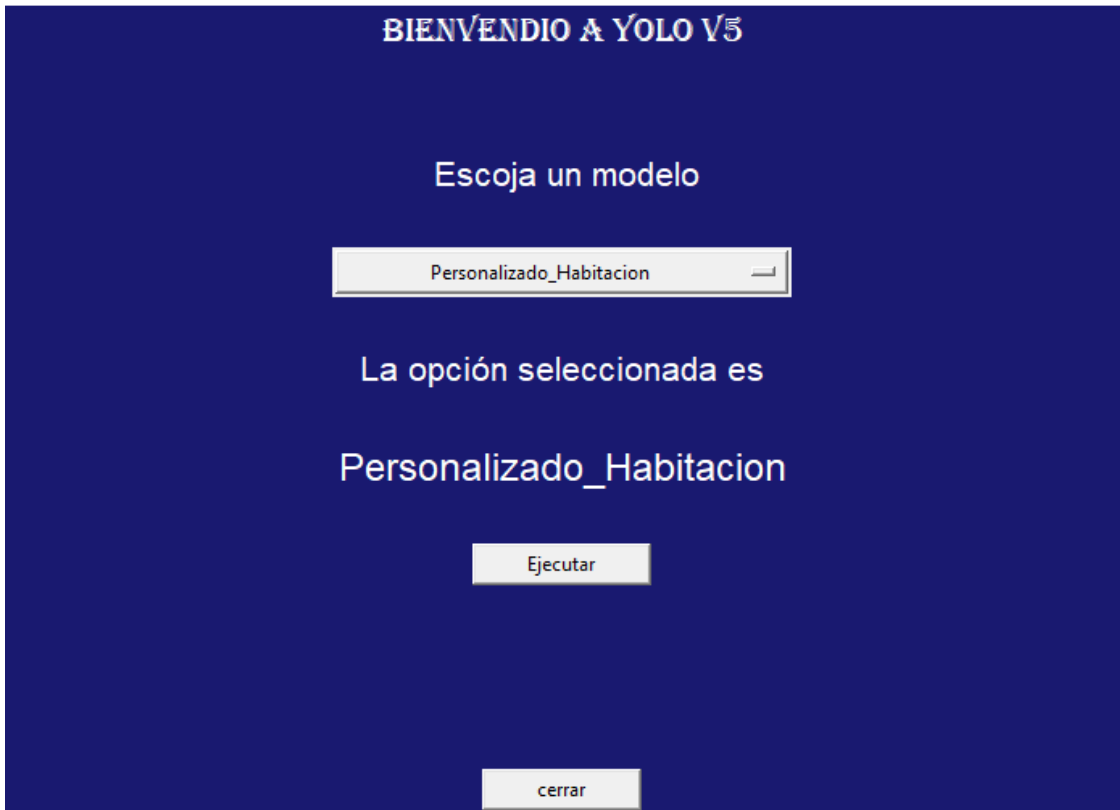 BIENVENDIO A YOLO V5
Escoja un modelo
Personalizado_Habitacion
La opción seleccionada es
Personalizado_Habitacion
Ejecutar
cerrar